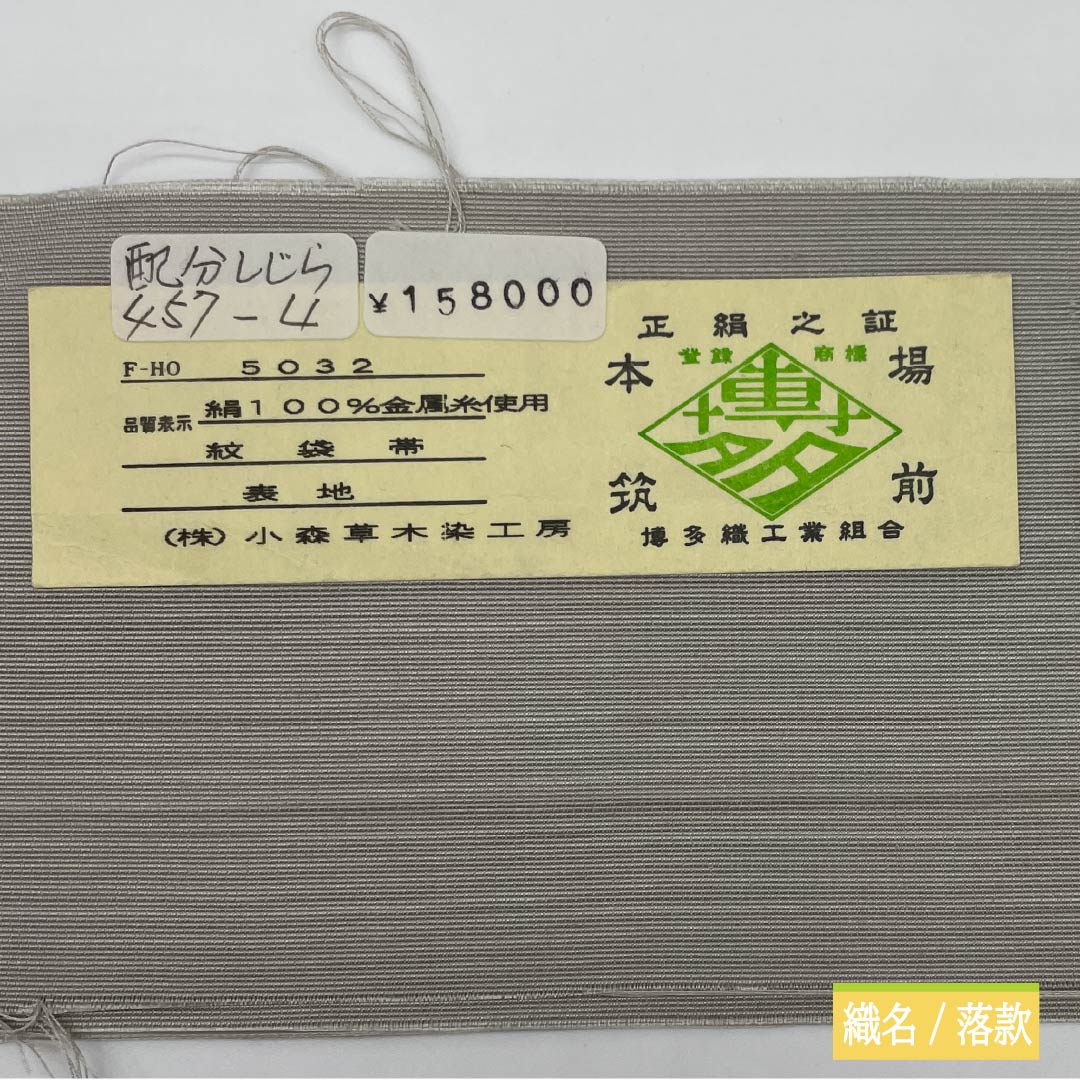 配分しじら
457-4
¥158000
F-HO 5032
品質表示 絹100%金属糸使用
紋袋帯
表地
(株)小森草木染工房
正絹之証
登録 商標
本場
博多
筑前
博多織工業組合
織名 / 落款